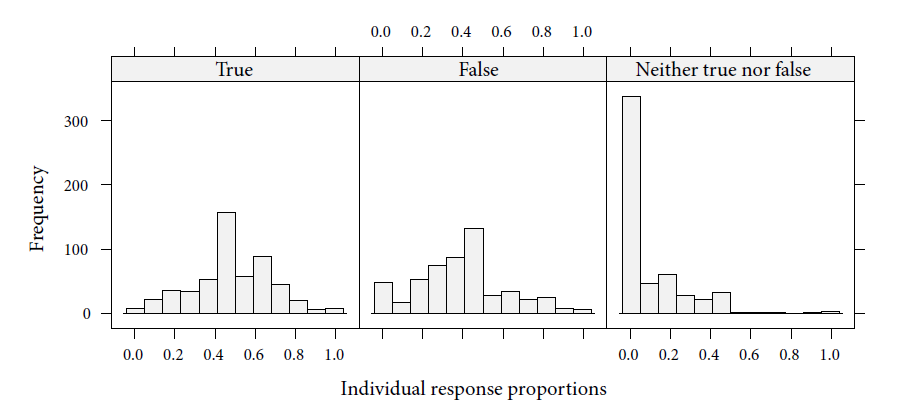 0.0 0.2 0.4 0.6 0.8 1.0
True False Neither true nor false
300
200
100
0
Frequency
0.0 0.2 0.4 0.6 0.8 1.0 0.0 0.2 0.4 0.6 0.8 1.0
Individual response proportions